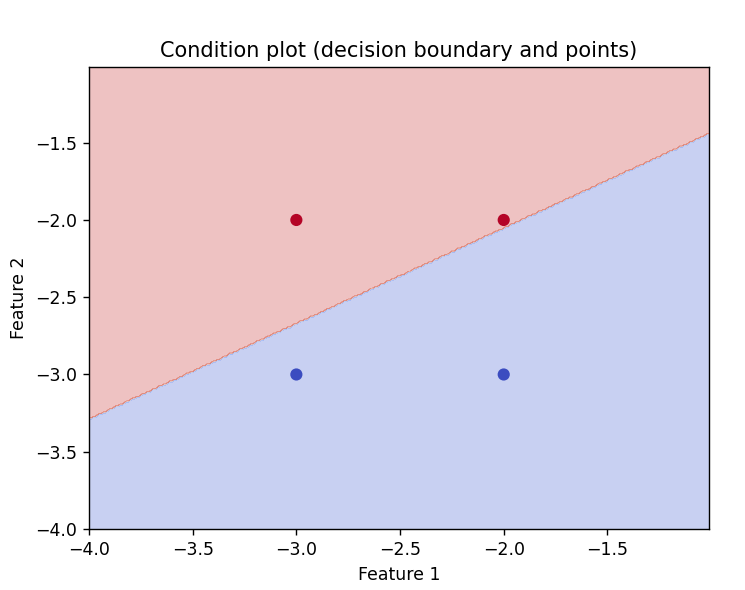 Condition plot (decision boundary and points)
−1.5
−2.0
−2.5
−3.0
−3.5
−4.0
Feature 2
−4.0 −3.5 −3.0 −2.5 −2.0 −1.5
Feature 1